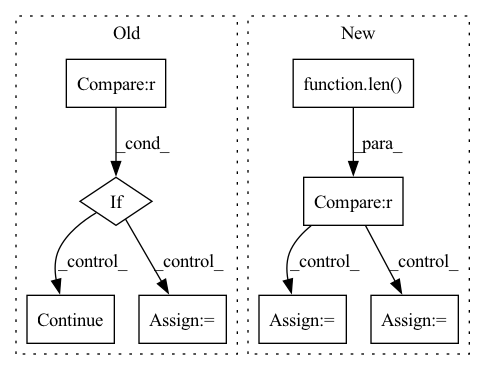 Old
New
Compare:r
function.len()
_cond_
_para_
If
Compare:r
_control_
_control_
_control_
_control_
Continue
Assign:=
Assign:=
Assign:=